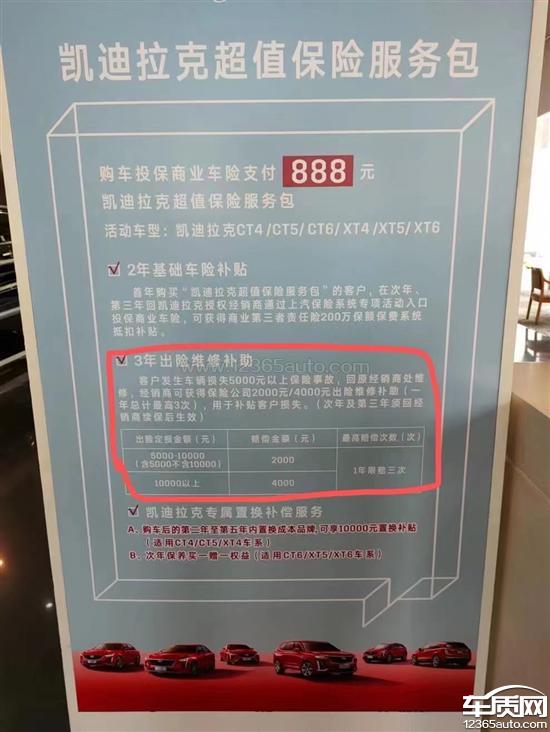 凯迪拉克超值保险服务包
购车投保商业车险支付 888 元
凯迪拉克超值保险服务包
活动车型：凯迪拉克CT4 /CT5/ CT6/ XT4 /XT5/ XT6
2年基础车险补贴
首年购买“凯迪拉克超值保险服务包”的客户，在次年、
第三年回凯迪拉克授权经销商通过上汽保险系统专项活动入口
投保商业车险，可获得商业第三者责任险200万保额保费系统
抵扣补贴。
www.12365auto.com
3年出险维修补助
客户发生车辆损失5000元以上保险事故，回原经销商处维
修，经销商可获得保险公司2000元/4000元出险维修补助（一
年总计最高3次），用于补贴客户损失。（次年及第三年须回经
销商续保后生效）
出险定损金额（元） 赔偿金额（元） 最高赔偿次数（次）
5000-10000
（含5000不含10000） 2000
1年限赔三次
10000以上 4000
凯迪拉克专属置换补偿服务
A、购车后的第二年至第五年内置换成本品牌，可享10000元置换补贴
（适用CT4/CT5/XT4车系）
B、次年保养买一赠一权益（适用CT6/XT5/XT6车系）
车质网
12365auto.com